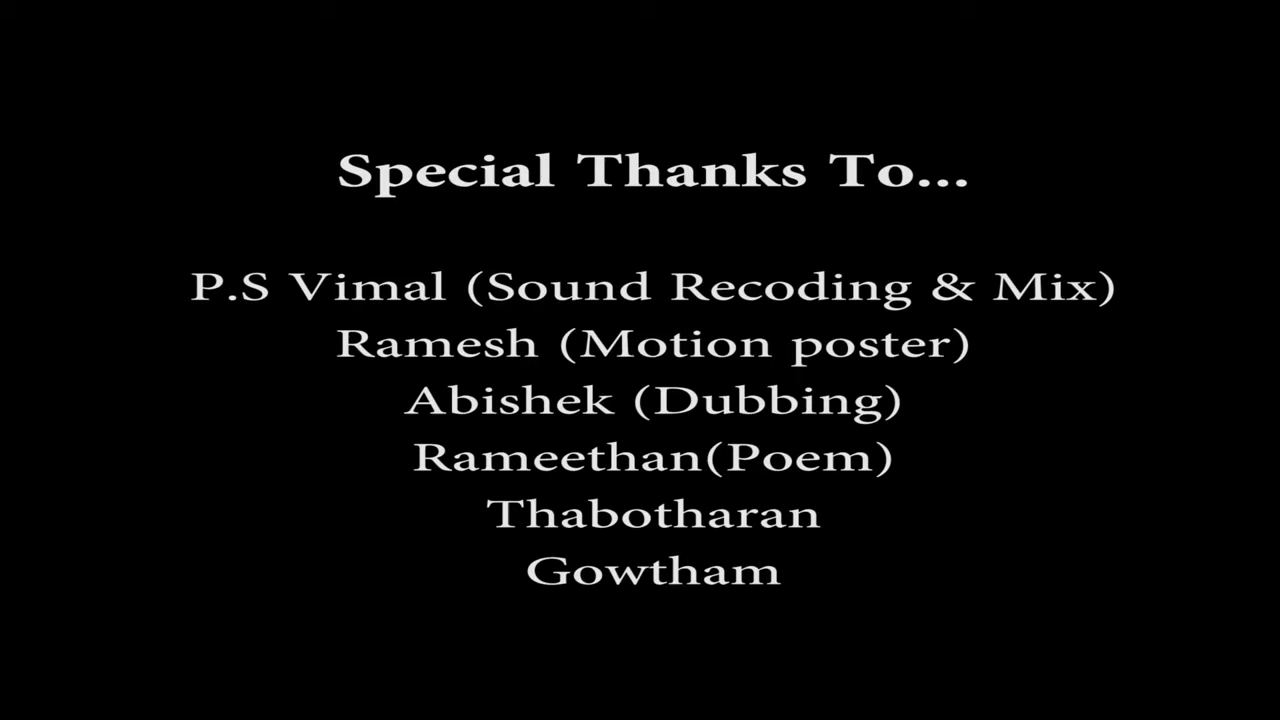 Special Thanks To...
P.S Vimal (Sound Recoding & Mix)
Ramesh (Motion poster)
Abishek (Dubbing)
Rameethan(Poem)
Thabotharan
Gowtham